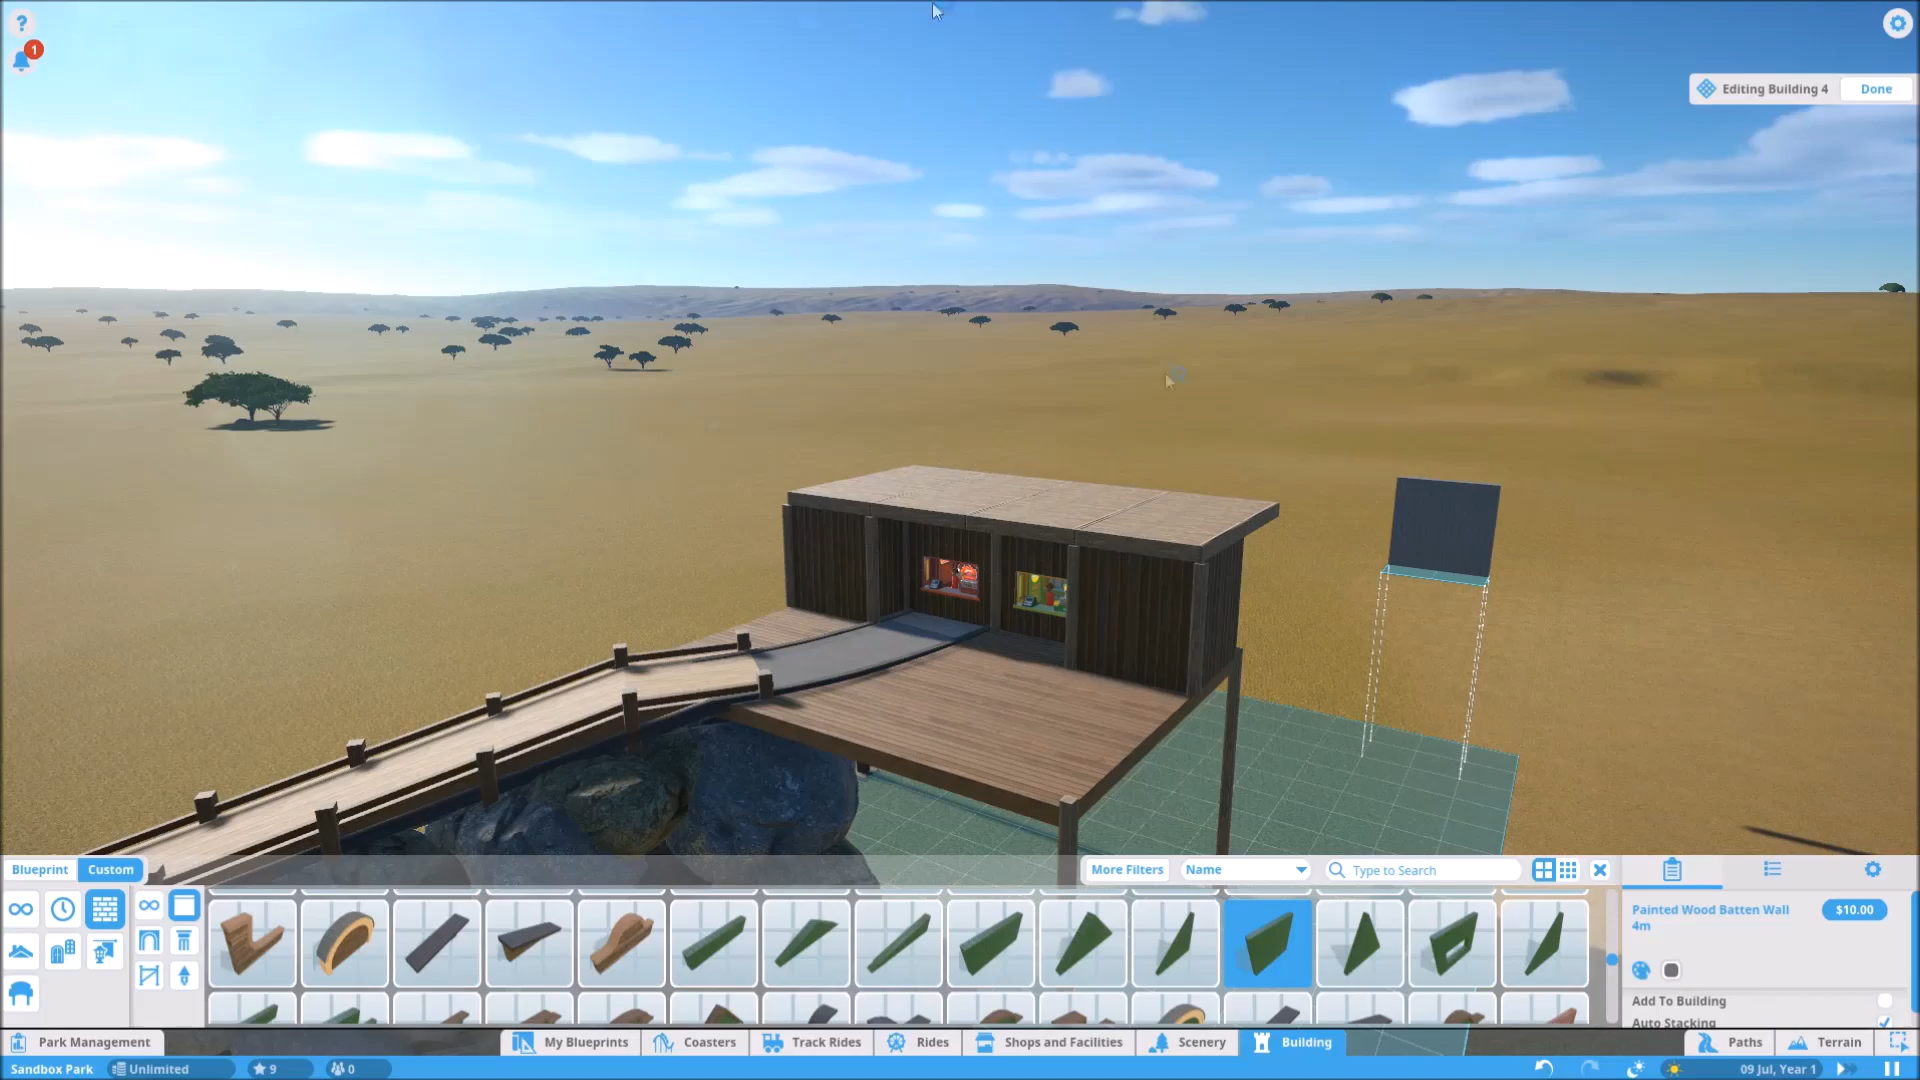 ?
1
Editing Building 4
Done
Blueprint
Custom
More Filters
Name
Type to Search
Painted Wood Batten Wall
4m
$10.00
Add To Building
Auto Stacking
Park Management
My Blueprints
Coasters
Track Rides
Rides
Shops and Facilities
Scenery
Building
Paths
Terrain
Sandbox Park
Unlimited
9
0
09 Jul, Year 1